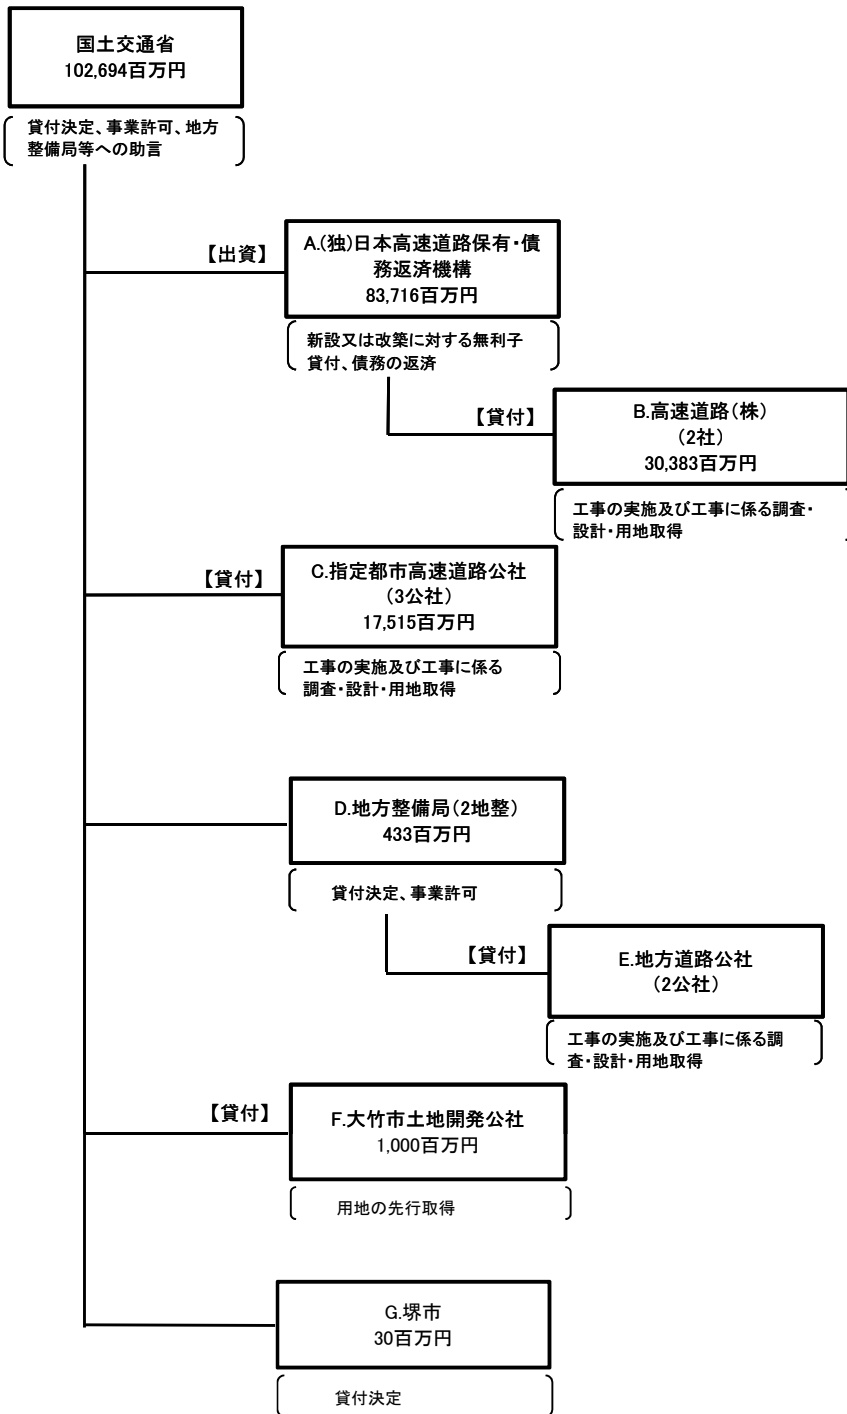 国土交通省
102,694百万円
貸付決定、事業許可、地方
整備局等への助言
【出資】
A.(独)日本高速道路保有・債
務返済機構
83,716百万円
新設又は改築に対する無利子
貸付、債務の返済
【貸付】
B.高速道路(株)
(2社)
30,383百万円
工事の実施及び工事に係る調査・
設計・用地取得
【貸付】
C.指定都市高速道路公社
(3公社)
17,515百万円
工事の実施及び工事に係る
調査・設計・用地取得
D.地方整備局(2地整)
433百万円
貸付決定、事業許可
【貸付】
E.地方道路公社
(2公社)
工事の実施及び工事に係る調
査・設計・用地取得
【貸付】
F.大竹市土地開発公社
1,000百万円
用地の先行取得
G.堺市
30百万円
貸付決定